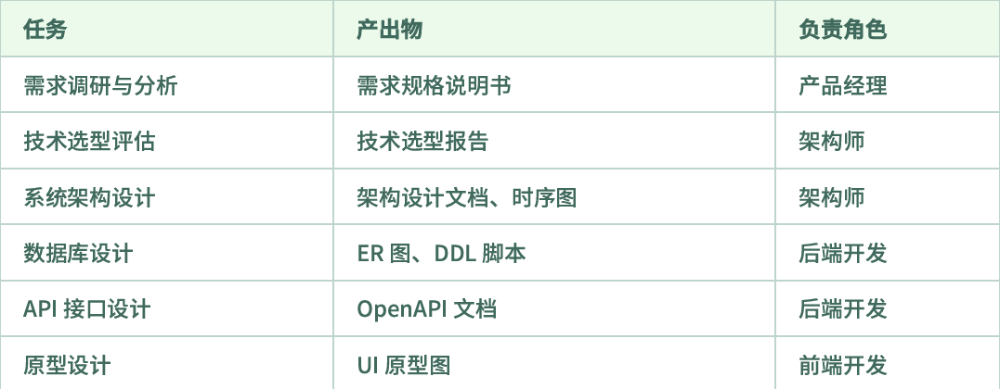 任务 产出物 负责角色
需求调研与分析 需求规格说明书 产品经理
技术选型评估 技术选型报告 架构师
系统架构设计 架构设计文档、时序图 架构师
数据库设计 ER 图、DDL 脚本 后端开发
API 接口设计 OpenAPI 文档 后端开发
原型设计 UI 原型图 前端开发